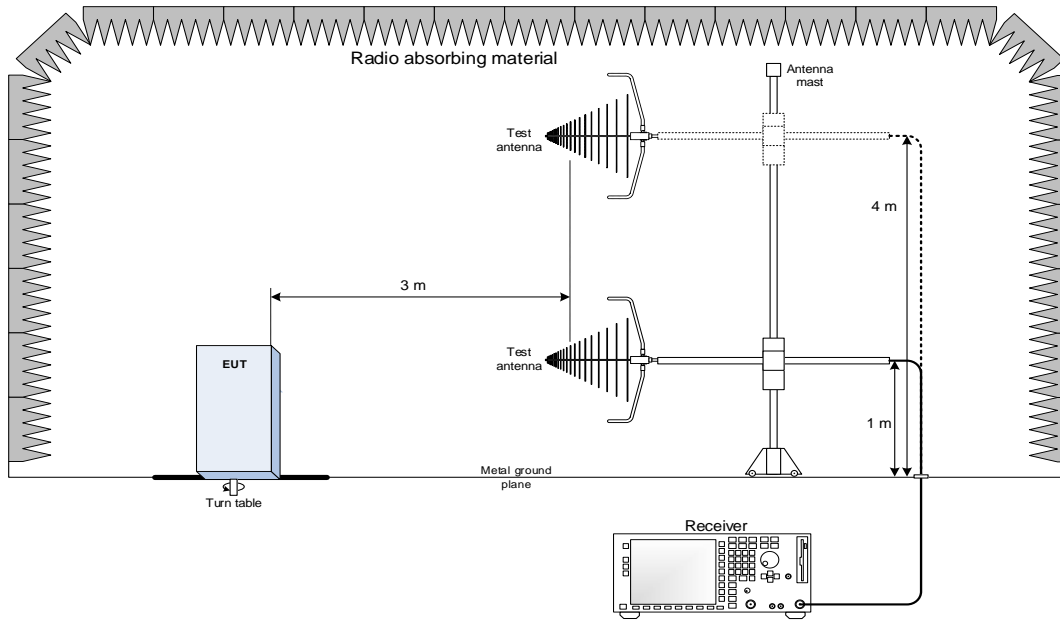 Radio absorbing material
Antenna
mast
Test
antenna
4 m
3 m
Test
antenna
EUT
1 m
Metal ground
plane
Turn table
Receiver